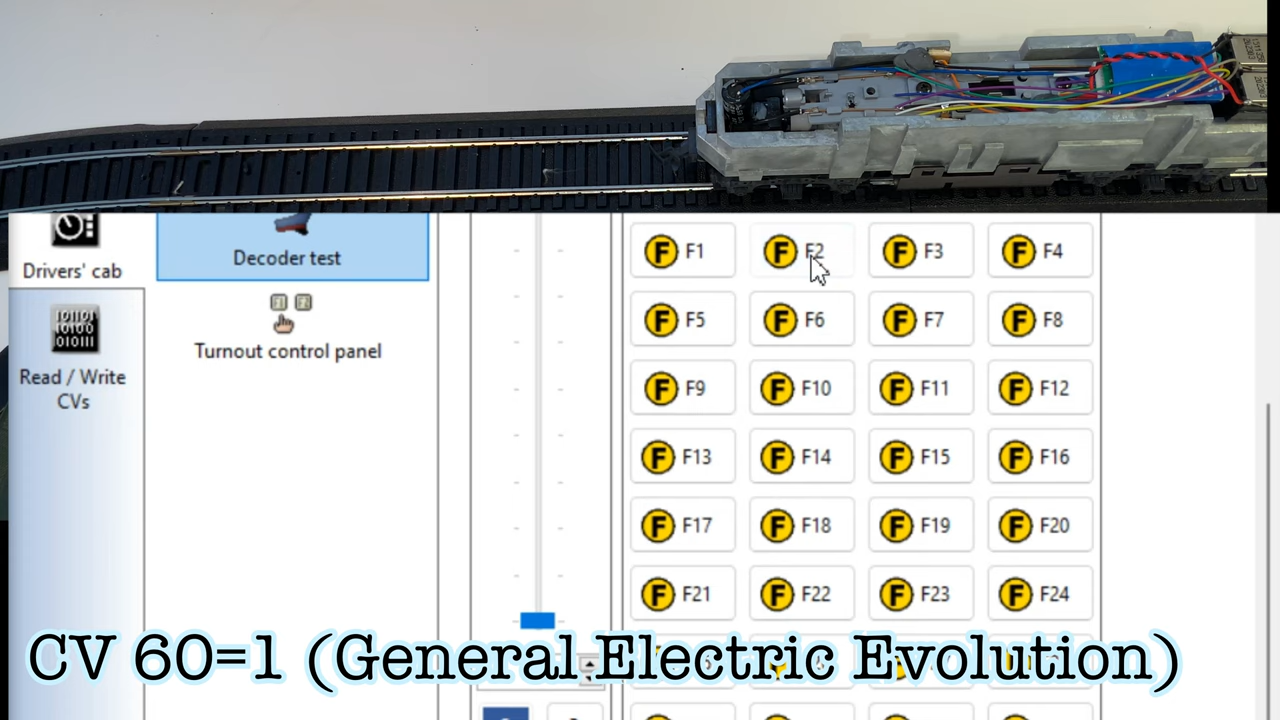 F1 F2 F3 F4
Drivers' cab
Decoder test
F5 F6 F7 F8
Turnout control panel
Read / Write
CVs
F9 F10 F11 F12
F13 F14 F15 F16
F17 F18 F19 F20
F21 F22 F23 F24
CV 60=1 (General Electric Evolution)